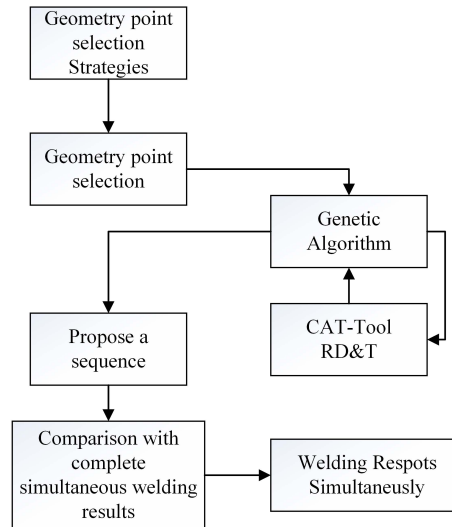 Geometry point
selection
Strategies
Geometry point
selection
Genetic
Algorithm
CAT-Tool
RD&T
Propose a
sequence
Comparison with
complete
simultaneous welding
results
Welding Respots
Simultaneusly